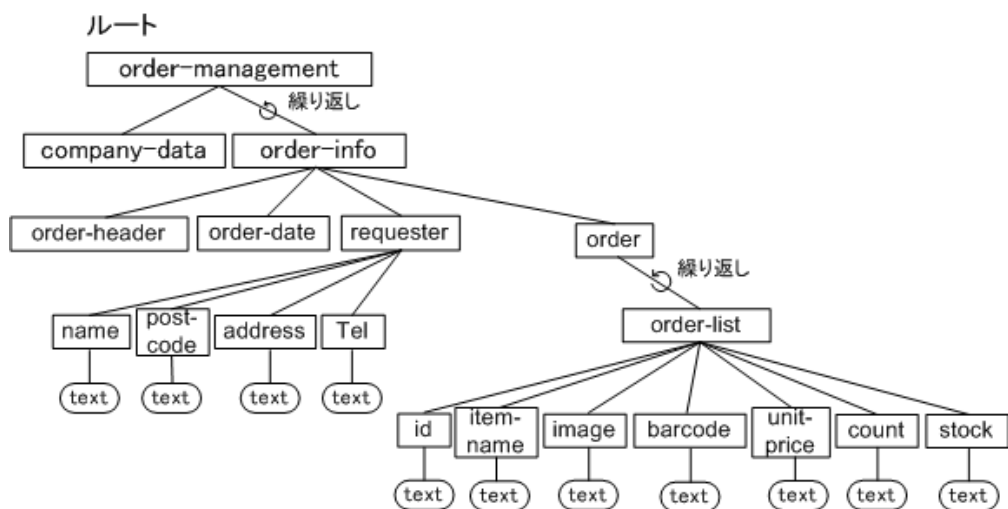 ルート
order-management
繰り返し
company-data
order-info
order-header
order-date
requester
order
繰り返し
name
post-
code
address
Tel
order-list
text
text
text
text
id
item-
name
image
barcode
unit-
price
count
stock
text
text
text
text
text
text
text